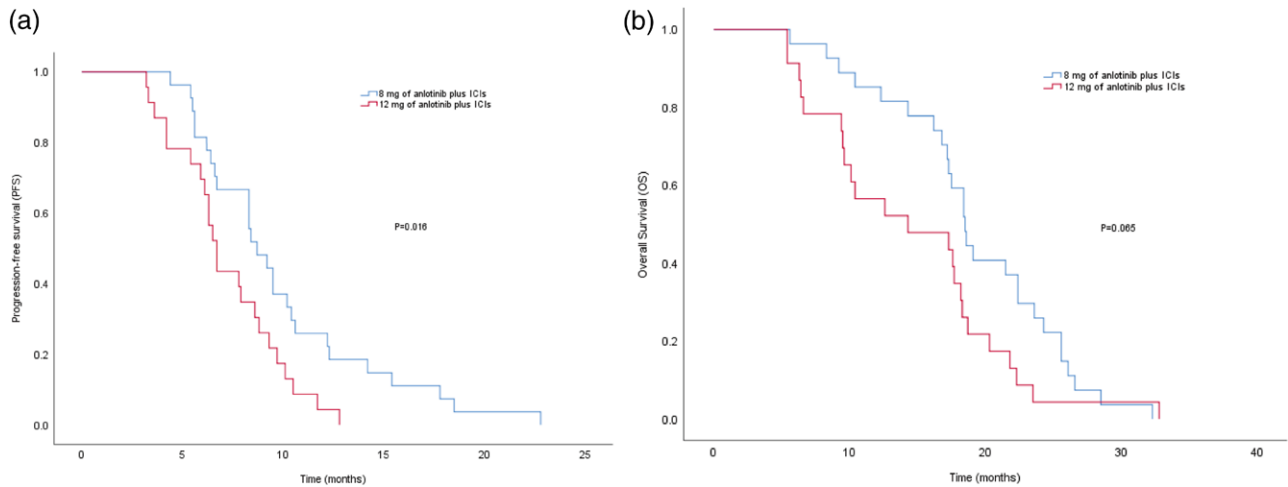 (a)
1.0
0.8
0.6
0.4
0.2
0.0
Progression-free survival (PFS)
8 mg of anlotinib plus ICIs
12 mg of anlotinib plus ICIs
P=0.016
0 5 10 15 20 25
Time (months)
(b)
1.0
0.8
0.6
0.4
0.2
0.0
Overall Survival (OS)
8 mg of anlotinib plus ICIs
12 mg of anlotinib plus ICIs
P=0.065
0 10 20 30 40
Time (months)